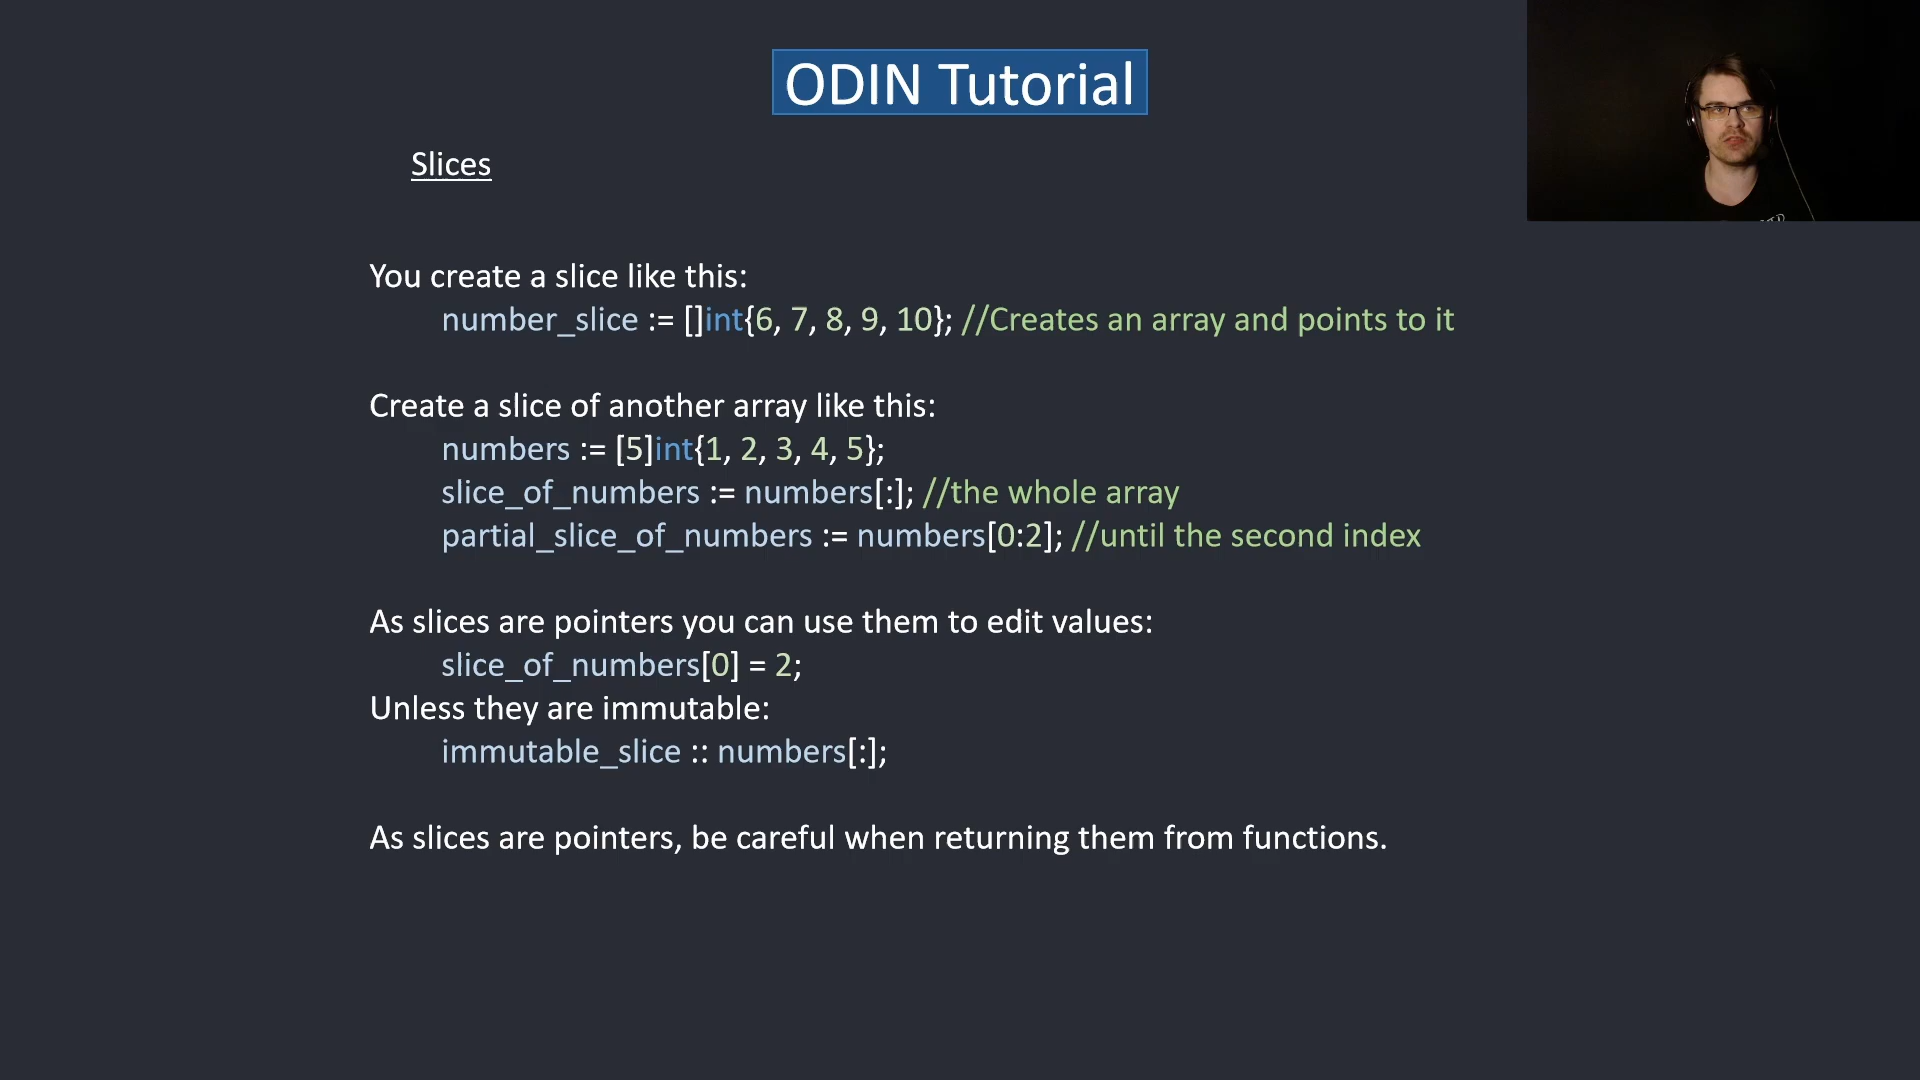 ODIN Tutorial
Slices
You create a slice like this:
number_slice := []int{6, 7, 8, 9, 10}; //Creates an array and points to it
Create a slice of another array like this:
numbers := [5]int{1, 2, 3, 4, 5};
slice_of_numbers := numbers[:]; //the whole array
partial_slice_of_numbers := numbers[0:2]; //until the second index
As slices are pointers you can use them to edit values:
slice_of_numbers[0] = 2;
Unless they are immutable:
immutable_slice :: numbers[:];
As slices are pointers, be careful when returning them from functions.